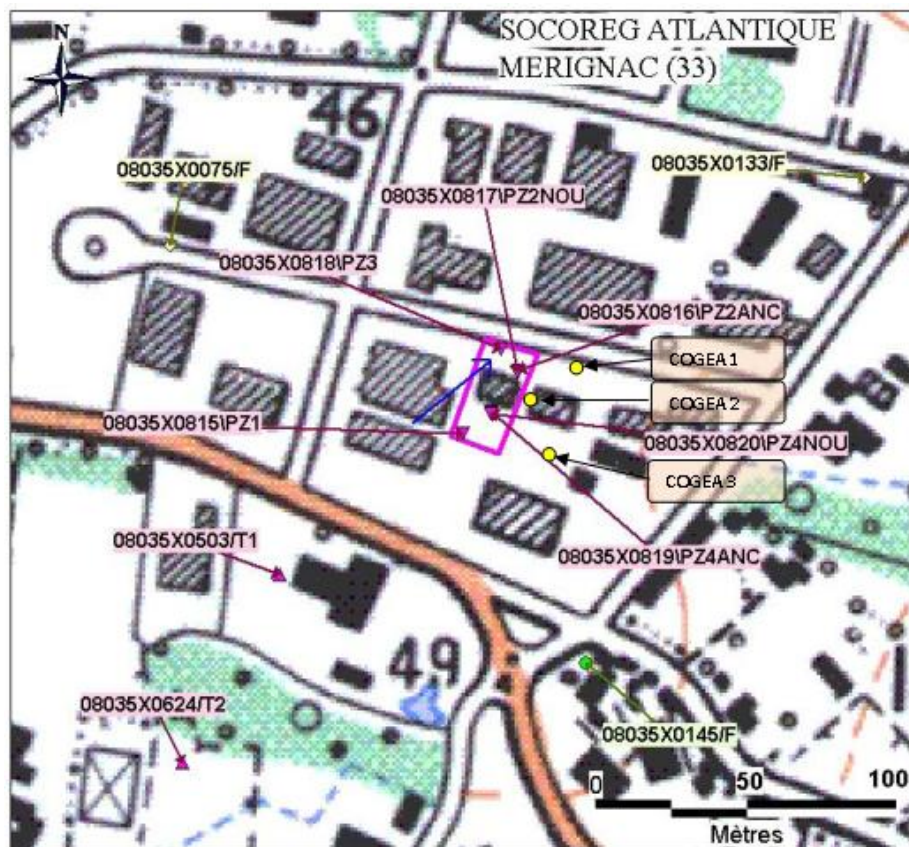 SOCOREG ATLANTIQUE
MERIGNAC (33)
N
46
08035X0075/F
08035X0133/F
08035X0817\PZ2NOU
08035X0818\PZ3
08035X0816\PZ2ANC
COGEA 1
COGEA 2
08035X0815\PZ1
08035X0820\PZ4NOU
COGEA 3
08035X0503/T1
08035X0819\PZ4ANC
49
08035X0624/T2
08035X0145/F
0 50 100
Mètres